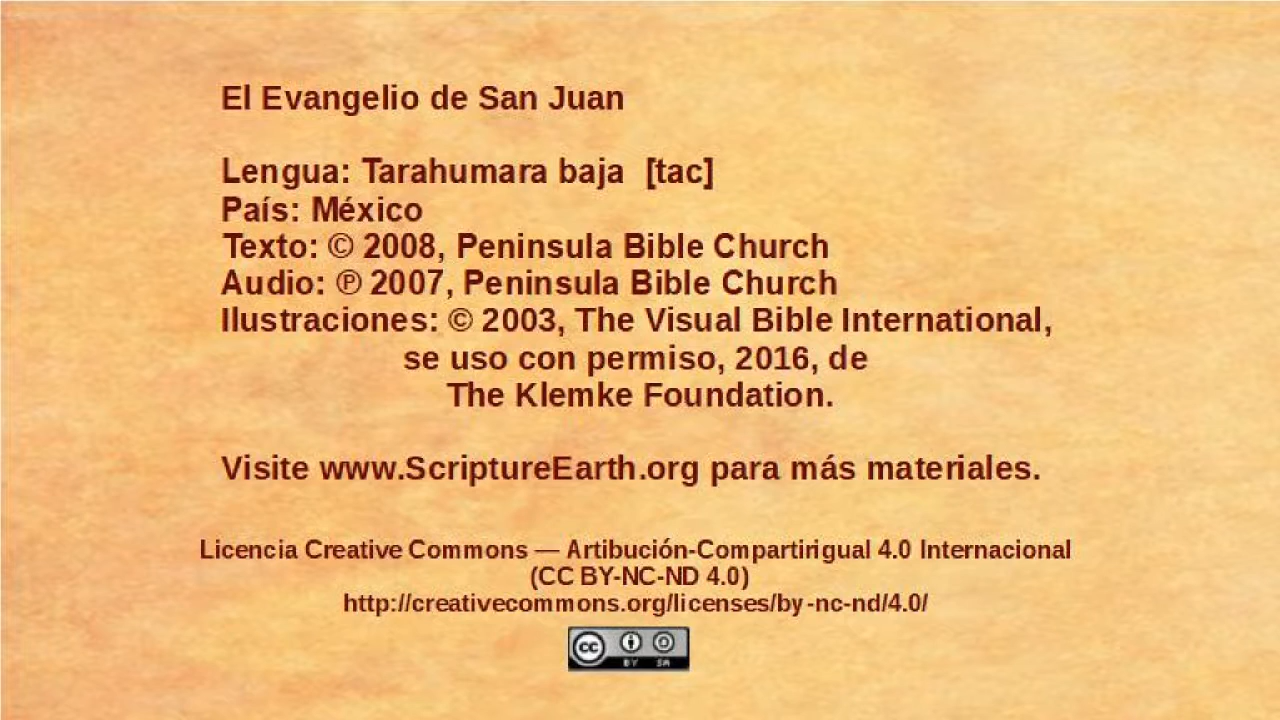 El Evangelio de San Juan
Lengua: Tarahumara baja [tac]
País: México
Texto: © 2008, Peninsula Bible Church
Audio: ℗ 2007, Peninsula Bible Church
Ilustraciones: © 2003, The Visual Bible International,
se uso con permiso, 2016, de
The Klemke Foundation.
Visite www.ScriptureEarth.org para más materiales.
Licencia Creative Commons — Artibución-Compartirigual 4.0 Internacional
(CC BY-NC-ND 4.0)
http://creativecommons.org/licenses/by-nc-nd/4.0/
cc BY SA